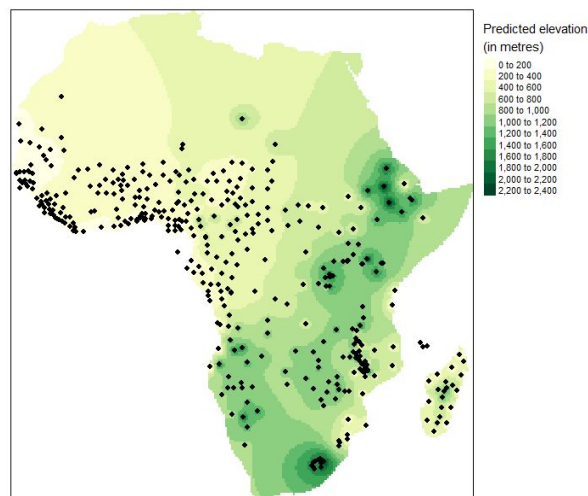 Predicted elevation
(in metres)
0 to 200
200 to 400
400 to 600
600 to 800
800 to 1,000
1,000 to 1,200
1,200 to 1,400
1,400 to 1,600
1,600 to 1,800
1,800 to 2,000
2,000 to 2,200
2,200 to 2,400